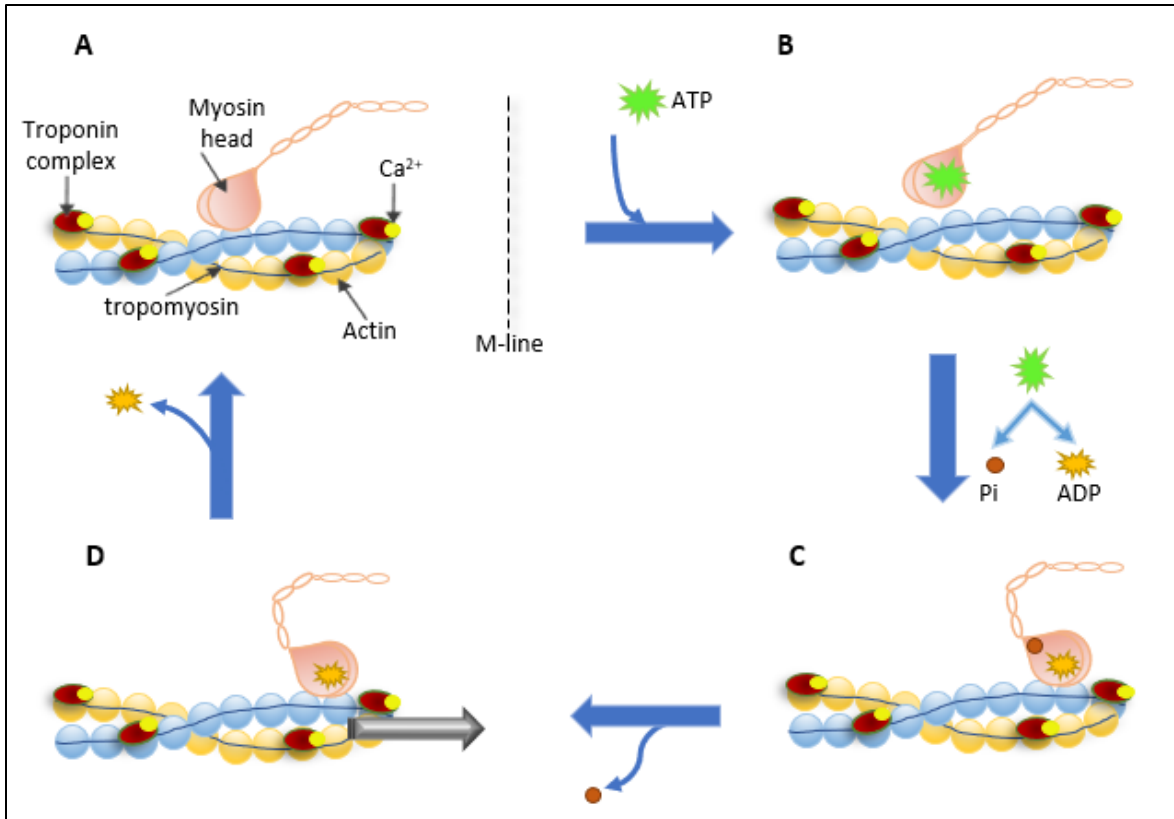 A
B
ATP
Myosin
head
Troponin
complex
Ca²⁺
tropomyosin
Actin
M-line
Pi
ADP
D
C